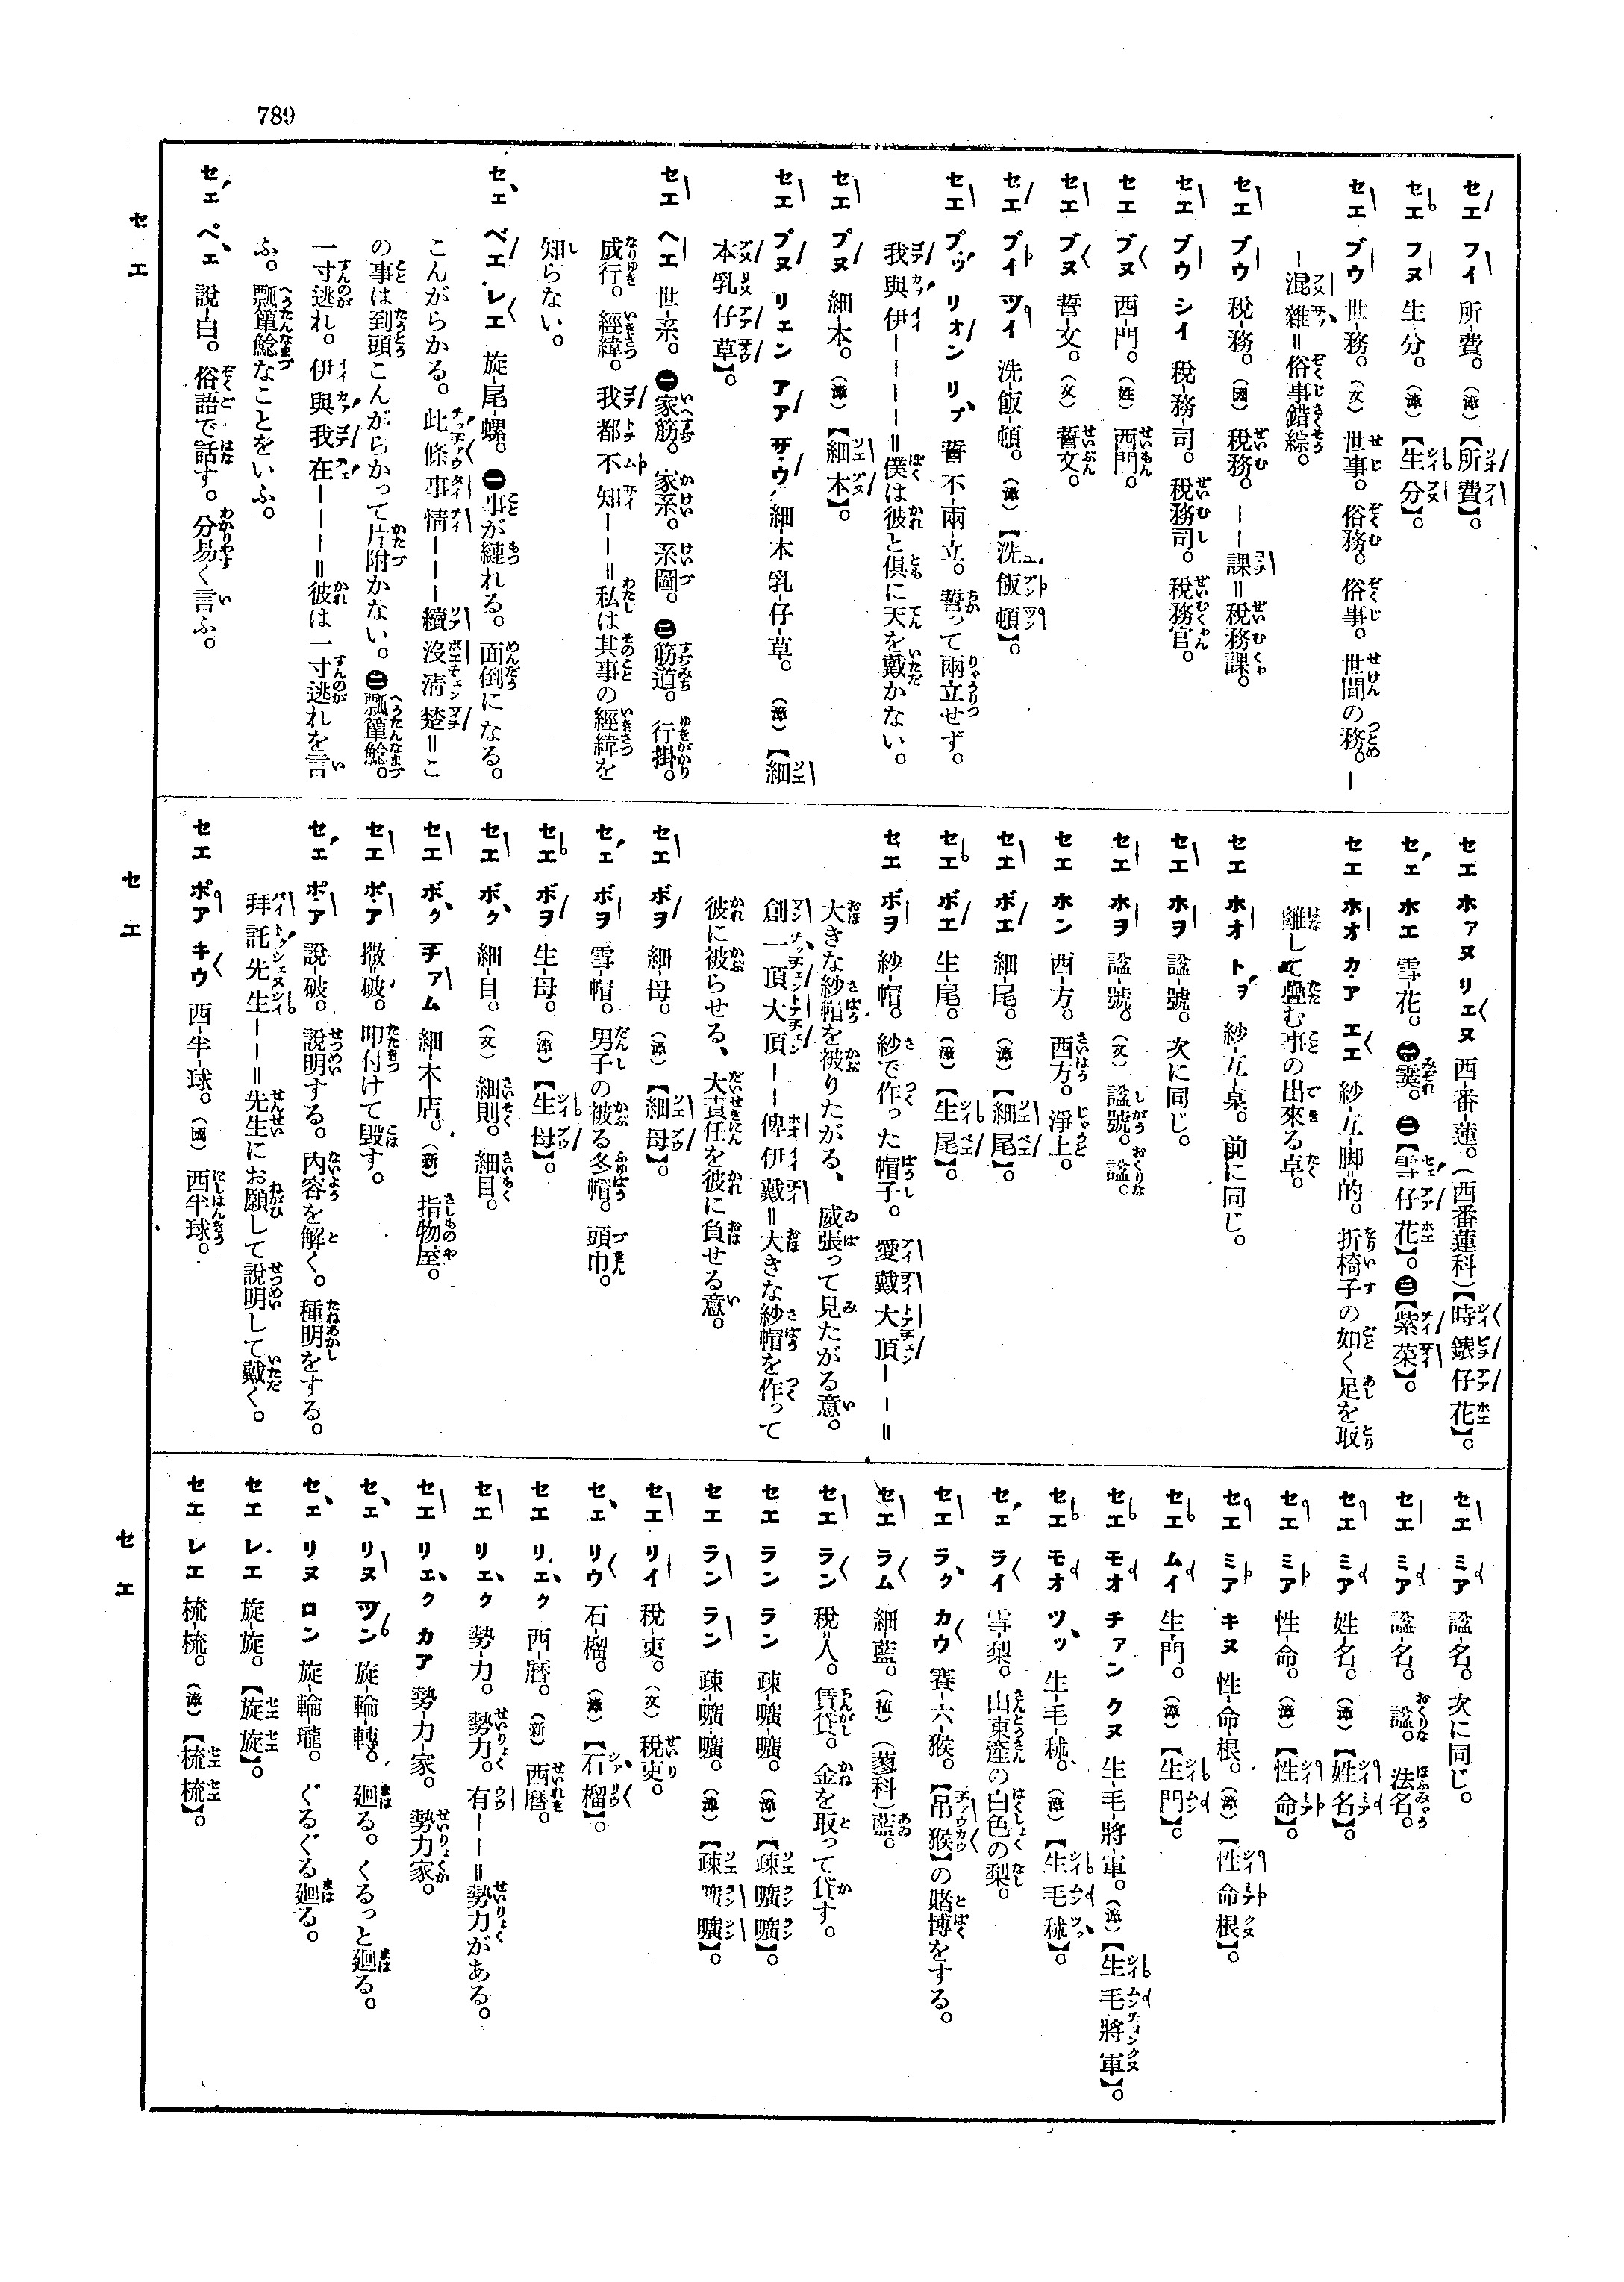 789
セエ フイ 所-費。（漳）【所費】。
セエ フヌ 生-分。（漳）【生分】。
セエ ブウ 世-務。（文）世事。俗務。俗事。世間の務。―
―混雜＝俗事錯綜。
セエ ブウ 稅-務。（國）稅務。――課＝稅務課。
セエ ブウ シイ 稅-務-司。稅務司。稅務官。
セエ ブヌ 西-門。（姓）西門。
セエ ブヌ 誓-文。（文）誓文。
セエ プイ ツイ 洗-飯-頓。（漳）【洗飯頓】。
セエ プッ リオン リプ 誓-不-兩-立。誓って兩立せず。
我與伊――――＝僕は彼と俱に天を戴かない。
セエ プヌ 細-本。（漳）【細本】。
セエ プヌ リェン アア サウ 細-本-乳-仔-草。（漳）【細
本乳仔草】。
セエ ヘエ 世-系。㊀家筋。家系。系圖。㊁筋道。行掛。
成行。經緯。我都不知――＝私は其事の經緯を
知らない。
セェ ベエ レエ 旋-尾-螺。㊀事が縺れる。面倒になる。
こんがらかる。此條事情―――續沒淸楚＝こ
の事は到頭こんがらかって片附かない。㊁瓢簞鯰。
一寸逃れ。伊與我在―――＝彼は一寸逃れを言
ふ。瓢簞鯰なことをいふ。
セェ ペェ 說-白。俗語で話す。分易く言ふ。
セエ
セエ ホァヌ リェヌ 西-番-蓮。（西番蓮科）【時錶仔花】。
セェ ホエ 雪-花。㊀霙。㊁【雪仔花】。㊂【紫菜】。
セエ ホオ カア エエ 紗-互-脚=的。折椅子の如く足を取
離して疊む事の出來る卓。
セエ ホオ トヲ 紗-互-桌。前に同じ。
セエ ホヲ 謚-號。次に同じ。
セエ ホヲ 謚-號。（文）謚號。謚。
セエ ホン 西-方。西方。淨土。
セエ ボエ 細-尾。（漳）【細尾】。
セエ ボエ 生-尾。（漳）【生尾】。
セエ ボヲ 紗-帽。紗で作った帽子。愛戴大頂――＝
大きな紗帽を被りたがる、威張って見たがる意。
創一頂大頂――俾伊戴＝大きな紗帽を作って
彼に被らせる、大責任を彼に負せる意。
セエ ボヲ 細-母。（漳）【細母】。
セェ ボヲ 雪-帽。男子の被る冬帽。頭巾。
セエ ボヲ 生-母。（漳）【生母】。
セエ ボク 細-目。（文）細則。細目。
セエ ボク チァム 細-木-店。（新）指物屋。
セエ ポア 撒=破。叩付けて毀す。
セェ ポア 說-破。說明する。內容を解く。種明をする。
拜託先生――＝先生にお願して說明して戴く。
セエ ポア キウ 西-半-球。（國）西半球。
セエ
セエ ミア 謚-名。次に同じ。
セエ ミア 謚-名。謚。法名。
セエ ミア 姓-名。（漳）【姓名】。
セエ ミア 性-命。（漳）【性命】。
セエ ミア キヌ 性-命-根。（漳）【性命根】。
セエ ムイ 生-門。（漳）【生門】。
セエ モオ チァン クヌ 生-毛-將-軍。（漳）【生毛將軍】。
セエ モオ ツッ 生-毛-秫。（漳）【生毛秫】。
セェ ライ 雪-梨。山東產の白色の梨。
セエ ラク カウ 賽-六-猴。【吊猴】の賭博をする。
セエ ラム 細-藍。（植）（蓼科）藍。
セエ ラン 稅=人。賃貸。金を取って貸す。
セエ ラン ラン 疎-曠-曠。（漳）【疎曠曠】。
セエ ラン ラン 疎-曠-曠。（漳）【疎曠曠】。
セエ リイ 稅-吏。（文）稅吏。
セェ リウ 石-榴。（漳）【石榴】。
セエ リェク 西-曆。（新）西曆。
セエ リェク 勢-力。勢力。有――＝勢力がある。
セエ リェク カア 勢-力-家。勢力家。
セェ リヌ ツン 旋-輪-轉。廻る。くるっと廻る。
セェ リヌ ロン 旋-輪-瓏。ぐるぐる廻る。
セエ レエ 旋-旋。【旋旋】。
セエ レエ 梳-梳。（漳）【梳梳】。
セエ